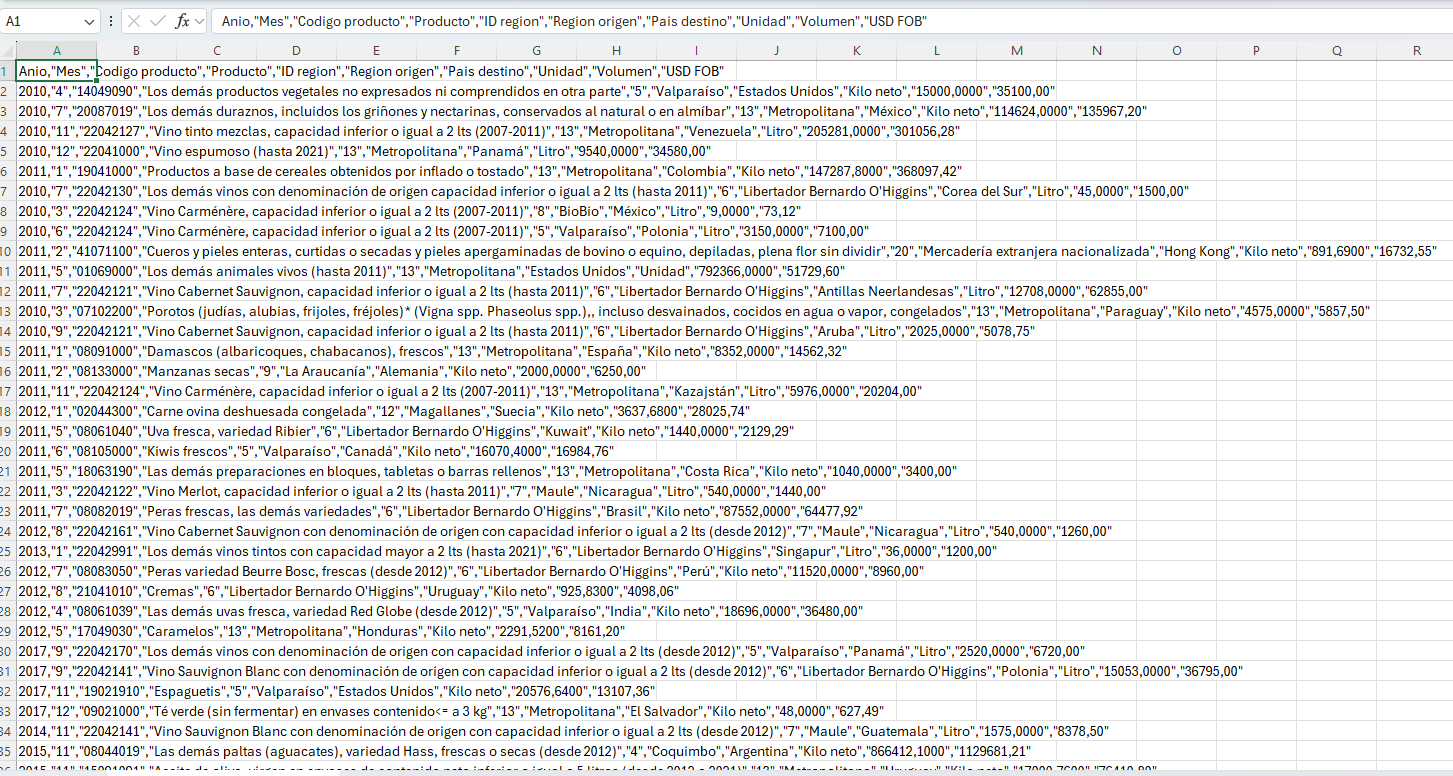 A1 fx Anio,"Mes","Codigo producto","Producto","ID region","Region origen","Pais destino","Unidad","Volumen","USD FOB"
A B C D E F G H I J K L M N O P Q R
1 Anio,"Mes","Codigo producto","Producto","ID region","Region origen","Pais destino","Unidad","Volumen","USD FOB"
2 2010,"4","14049090","Los demás productos vegetales no expresados ni comprendidos en otra parte","5","Valparaíso","Estados Unidos","Kilo neto","15000,0000","35100,00"
3 2010,"7","20087019","Los demás duraznos, incluidos los griñones y nectarinas, conservados al natural o en almíbar","13","Metropolitana","México","Kilo neto","114624,0000","135967,20"
4 2010,"11","22042127","Vino tinto mezclas, capacidad inferior o igual a 2 lts (2007-2011)","13","Metropolitana","Venezuela","Litro","205281,0000","301056,28"
5 2010,"12","22041000","Vino espumoso (hasta 2021)","13","Metropolitana","Panamá","Litro","9540,0000","34580,00"
6 2011,"1","19041000","Productos a base de cereales obtenidos por inflado o tostado","13","Metropolitana","Colombia","Kilo neto","147287,8000","368097,42"
7 2010,"7","22042130","Los demás vinos con denominación de origen capacidad inferior o igual a 2 lts (hasta 2011)","6","Libertador Bernardo O'Higgins","Corea del Sur","Litro","45,0000","1500,00"
8 2010,"3","22042124","Vino Carménère, capacidad inferior o igual a 2 lts (2007-2011)","8","BioBio","México","Litro","9,0000","73,12"
9 2010,"6","22042124","Vino Carménère, capacidad inferior o igual a 2 lts (2007-2011)","5","Valparaíso","Polonia","Litro","3150,0000","7100,00"
10 2011,"2","41071100","Cueros y pieles enteras, curtidas o secadas y pieles apergaminadas de bovino o equino, depiladas, plena flor sin dividir","20","Mercadería extranjera nacionalizada","Hong Kong","Kilo neto","891,6900","16732,55"
11 2011,"5","01069000","Los demás animales vivos (hasta 2011)","13","Metropolitana","Estados Unidos","Unidad","792366,0000","51729,60"
12 2011,"7","22042121","Vino Cabernet Sauvignon, capacidad inferior o igual a 2 lts (hasta 2011)","6","Libertador Bernardo O'Higgins","Antillas Neerlandesas","Litro","12708,0000","62855,00"
13 2010,"3","07102200","Porotos (judías, alubias, frijoles, fréjoles)* (Vigna spp. Phaseolus spp.),, incluso desvainados, cocidos en agua o vapor, congelados","13","Metropolitana","Paraguay","Kilo neto","4575,0000","5857,50"
14 2010,"9","22042121","Vino Cabernet Sauvignon, capacidad inferior o igual a 2 lts (hasta 2011)","6","Libertador Bernardo O'Higgins","Aruba","Litro","2025,0000","5078,75"
15 2011,"1","08091000","Damascos (albaricoques, chabacanos), frescos","13","Metropolitana","España","Kilo neto","8352,0000","14562,32"
16 2011,"2","08133000","Manzanas secas","9","La Araucanía","Alemania","Kilo neto","2000,0000","6250,00"
17 2011,"11","22042124","Vino Carménère, capacidad inferior o igual a 2 lts (2007-2011)","13","Metropolitana","Kazajstán","Litro","5976,0000","20204,00"
18 2012,"1","02044300","Carne ovina deshuesada congelada","12","Magallanes","Suecia","Kilo neto","3637,6800","28025,74"
19 2011,"5","08061040","Uva fresca, variedad Ribier","6","Libertador Bernardo O'Higgins","Kuwait","Kilo neto","1440,0000","2129,29"
20 2011,"6","08105000","Kiwis frescos","5","Valparaíso","Canadá","Kilo neto","16070,4000","16984,76"
21 2011,"5","18063190","Las demás preparaciones en bloques, tabletas o barras rellenos","13","Metropolitana","Costa Rica","Kilo neto","1040,0000","3400,00"
22 2011,"3","22042122","Vino Merlot, capacidad inferior o igual a 2 lts (hasta 2011)","7","Maule","Nicaragua","Litro","540,0000","1440,00"
23 2011,"7","08082019","Peras frescas, las demás variedades","6","Libertador Bernardo O'Higgins","Brasil","Kilo neto","87552,0000","64477,92"
24 2012,"8","22042161","Vino Cabernet Sauvignon con denominación de origen con capacidad inferior o igual a 2 lts (desde 2012)","7","Maule","Nicaragua","Litro","540,0000","1260,00"
25 2013,"1","22042991","Los demás vinos tintos con capacidad mayor a 2 lts (hasta 2021)","6","Libertador Bernardo O'Higgins","Singapur","Litro","36,0000","1200,00"
26 2012,"7","08083050","Peras variedad Beurre Bosc, frescas (desde 2012)","6","Libertador Bernardo O'Higgins","Perú","Kilo neto","11520,0000","8960,00"
27 2012,"8","21041010","Cremas","6","Libertador Bernardo O'Higgins","Uruguay","Kilo neto","925,8300","4098,06"
28 2012,"4","08061039","Las demás uvas fresca, variedad Red Globe (desde 2012)","5","Valparaíso","India","Kilo neto","18696,0000","36480,00"
29 2012,"5","17049030","Caramelos","13","Metropolitana","Honduras","Kilo neto","2291,5200","8161,20"
30 2017,"9","22042170","Los demás vinos con denominación de origen con capacidad inferior o igual a 2 lts (desde 2012)","5","Valparaíso","Panamá","Litro","2520,0000","6720,00"
31 2017,"9","22042141","Vino Sauvignon Blanc con denominación de origen con capacidad inferior o igual a 2 lts (desde 2012)","6","Libertador Bernardo O'Higgins","Polonia","Litro","15053,0000","36795,00"
32 2017,"11","19021910","Espaguetis","5","Valparaíso","Estados Unidos","Kilo neto","20576,6400","13107,36"
33 2017,"12","09021000","Té verde (sin fermentar) en envases contenido<= a 3 kg","13","Metropolitana","El Salvador","Kilo neto","48,0000","627,49"
34 2014,"11","22042141","Vino Sauvignon Blanc con denominación de origen con capacidad inferior o igual a 2 lts (desde 2012)","7","Maule","Guatemala","Litro","1575,0000","8378,50"
35 2015,"11","08044019","Las demás paltas (aguacates), variedad Hass, frescas o secas (desde 2012)","4","Coquimbo","Argentina","Kilo neto","866412,1000","1129681,21"